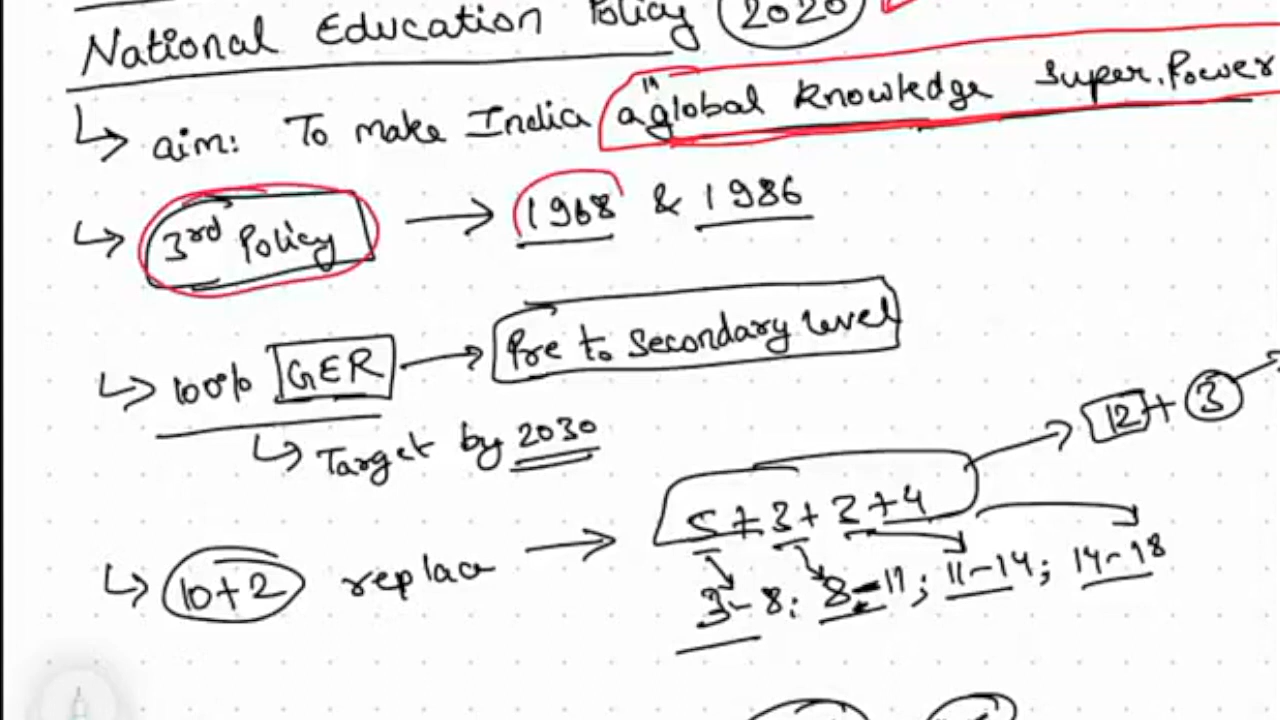 National Education Policy 2020
↳ aim: To make India a "global knowledge super. Power
↳ 3rd Policy → 1968 & 1986
↳ 100% GER → Pre to Secondary level
↳ Target by 2030
12 + 3
↳ 10+2 replace → 5+3+3+4
3-8; 8-11; 11-14; 14-18